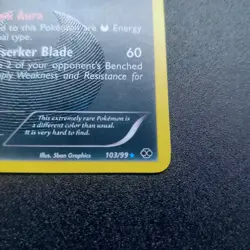 Aura
d to this Pokémon are Energy
al type.
serker Blade 60
2 of your opponent's Benched
ply Weakness and Resistance for
This extremely rare Pokémon is
a different color than usual.
It is very hard to find.
Illus. 5ban Graphics 103/99